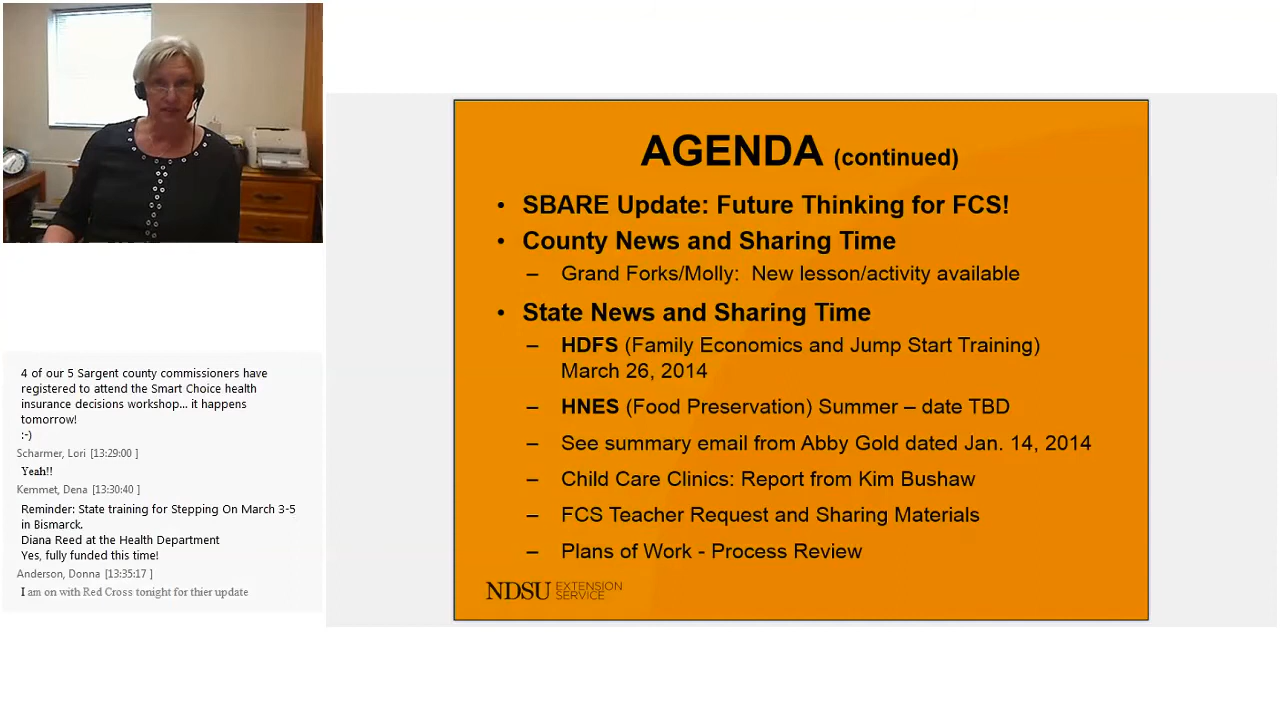 AGENDA (continued)
• SBARE Update: Future Thinking for FCS!
• County News and Sharing Time
– Grand Forks/Molly: New lesson/activity available
• State News and Sharing Time
– HDFS (Family Economics and Jump Start Training)
March 26, 2014
– HNES (Food Preservation) Summer – date TBD
– See summary email from Abby Gold dated Jan. 14, 2014
– Child Care Clinics: Report from Kim Bushaw
– FCS Teacher Request and Sharing Materials
– Plans of Work - Process Review
NDSU EXTENSION
SERVICE
4 of our 5 Sargent county commissioners have
registered to attend the Smart Choice health
insurance decisions workshop... it happens
tomorrow!
:-)
Scharmer, Lori [13:29:00 ]
Yeah!!
Kemmet, Dena [13:30:40 ]
Reminder: State training for Stepping On March 3-5
in Bismarck.
Diana Reed at the Health Department
Yes, fully funded this time!
Anderson, Donna [13:35:17 ]
I am on with Red Cross tonight for thier update